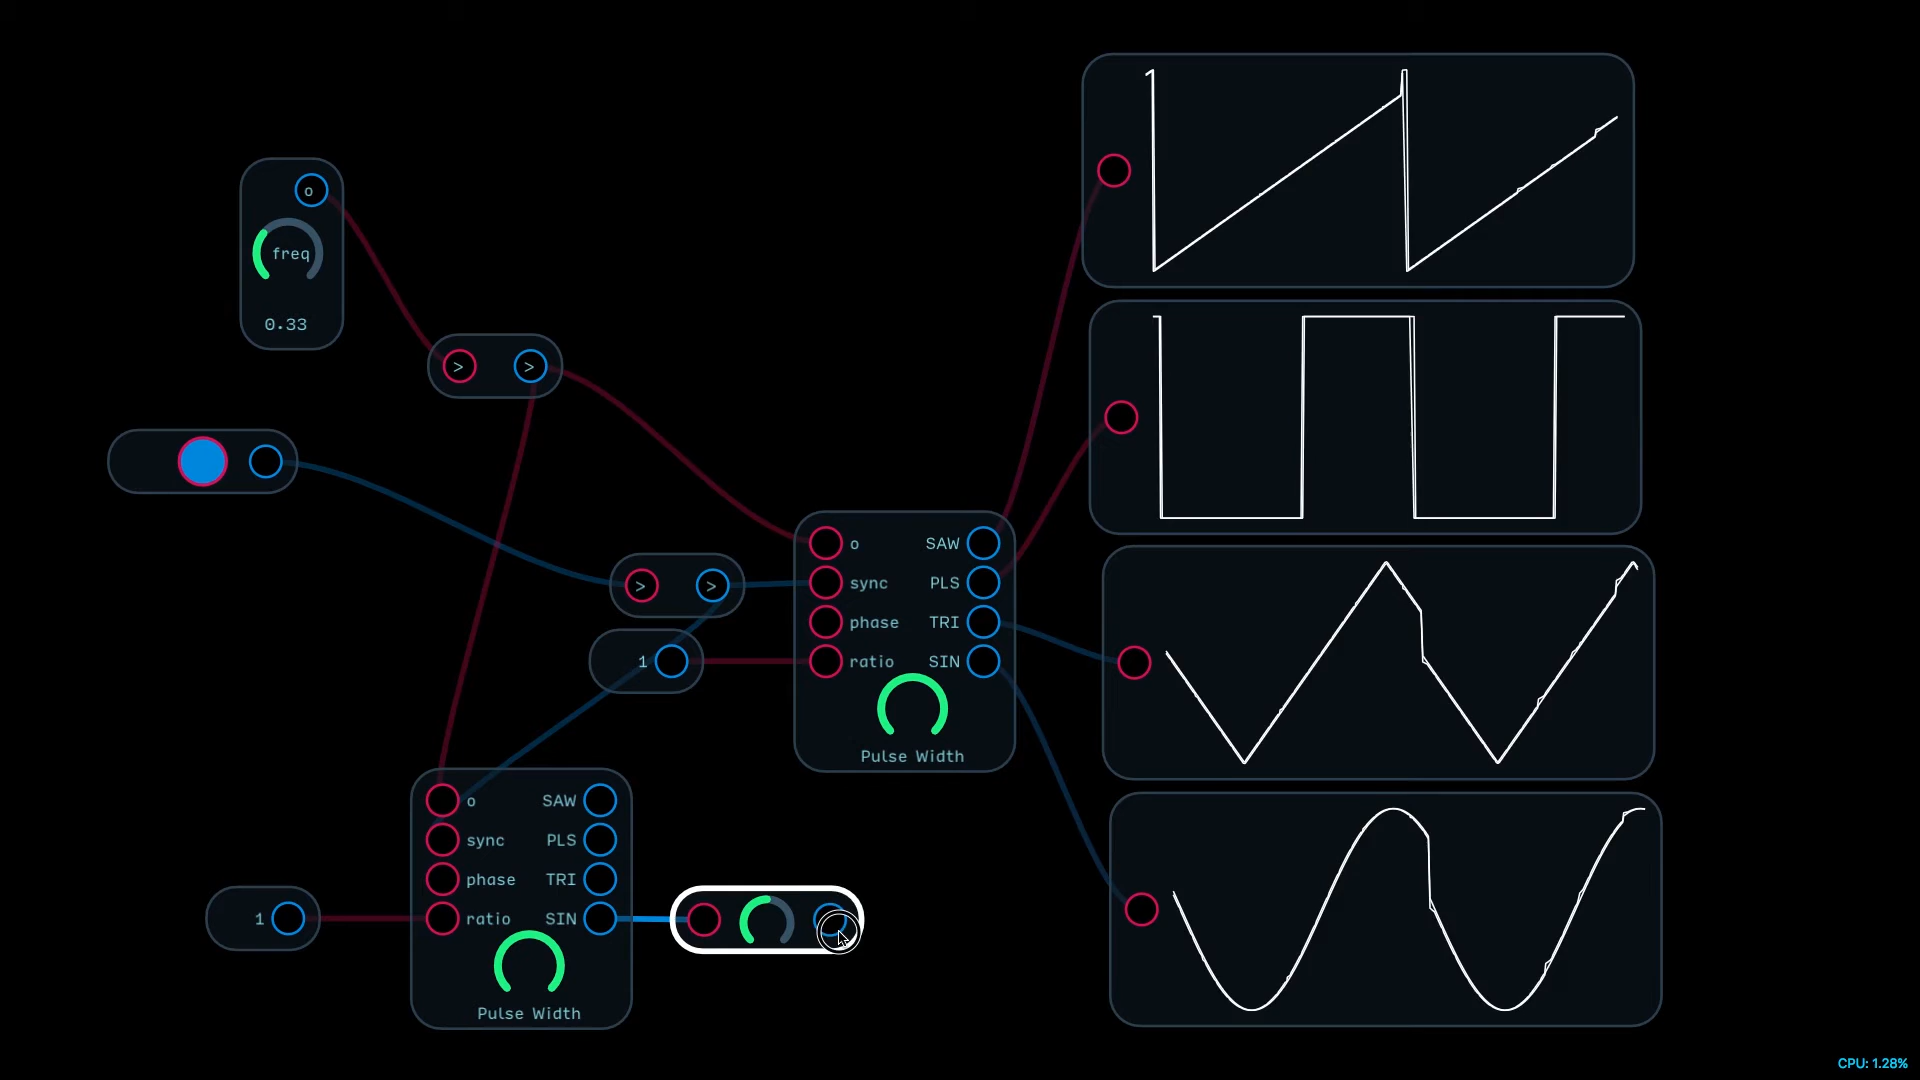 o
freq
0.33
> >
> >
1
o SAW
sync PLS
phase TRI
ratio SIN
Pulse Width
o SAW
sync PLS
phase TRI
1
ratio SIN
Pulse Width
CPU: 1.28%